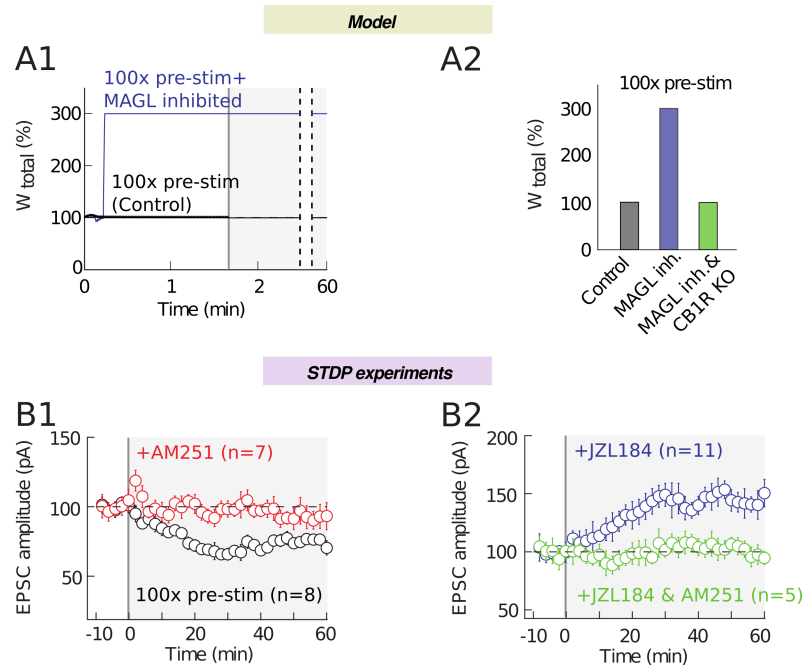 Model
A1
100x pre-stim+
MAGL inhibited
100x pre-stim
(Control)
W total (%)
300
200
100
0
0
1
2
60
Time (min)
A2
100x pre-stim
W total (%)
300
200
100
0
Control
MAGL inh.
MAGL inh.&
CB1R KO
STDP experiments
B1
+AM251 (n=7)
100x pre-stim (n=8)
EPSC amplitude (pA)
150
100
50
-10
0
20
40
60
Time (min)
B2
+JZL184 (n=11)
+JZL184 & AM251 (n=5)
EPSC amplitude (pA)
200
150
100
50
-10
0
20
40
60
Time (min)